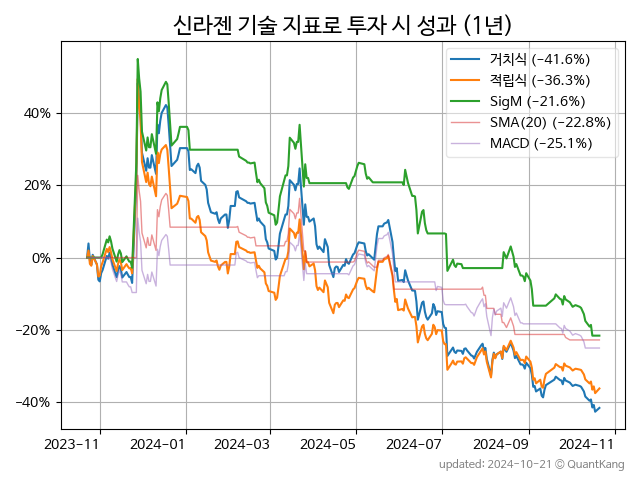 신라젠 기술 지표로 투자 시 성과 (1년)
거치식 (−41.6%)
적립식 (−36.3%)
SigM (−21.6%)
SMA(20) (−22.8%)
MACD (−25.1%)
40%
20%
0%
−20%
−40%
2023-11 2024-01 2024-03 2024-05 2024-07 2024-09 2024-11
updated: 2024-10-21 © QuantKang